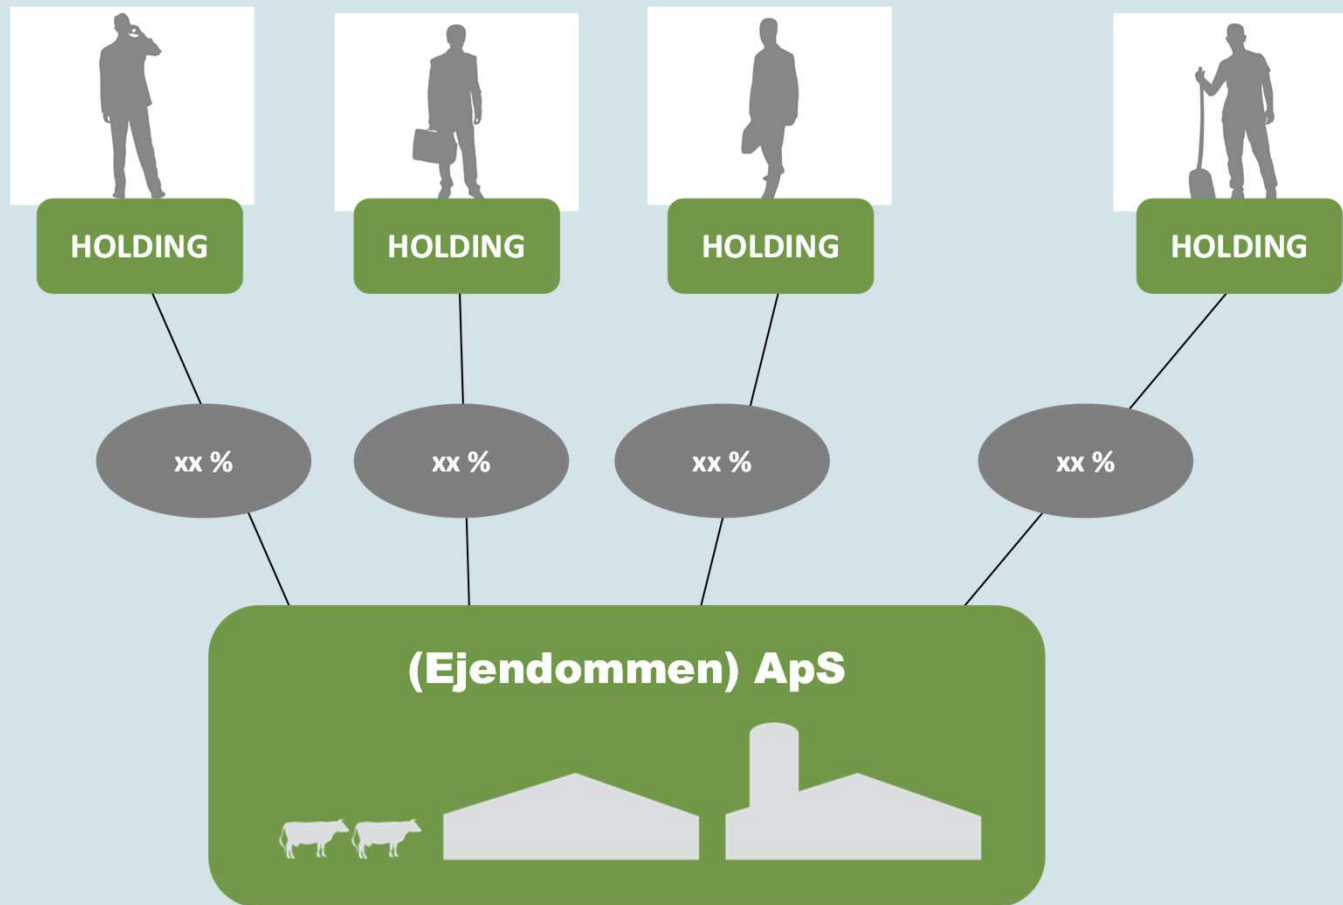 HOLDING
HOLDING
HOLDING
HOLDING
xx %
xx %
xx %
xx %
(Ejendommen) ApS